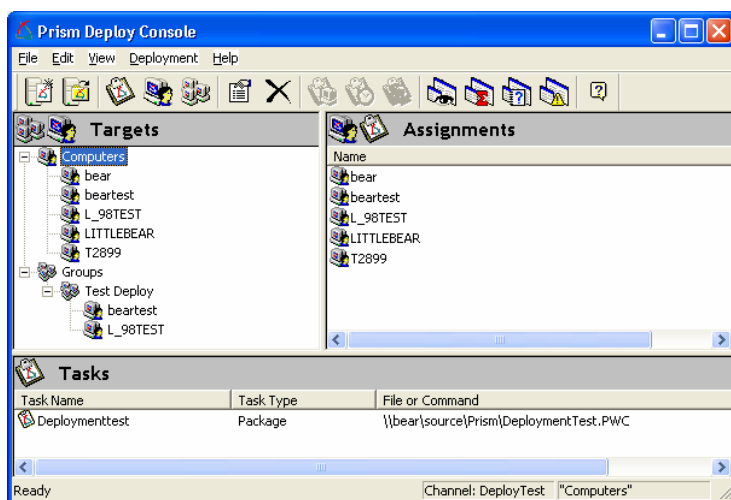 Prism Deploy Console
File Edit View Deployment Help
Targets
Computers
bear
beartest
L_98TEST
LITTLEBEAR
T2899
Groups
Test Deploy
beartest
L_98TEST
Assignments
Name
bear
beartest
L_98TEST
LITTLEBEAR
T2899
Tasks
Task Name Task Type File or Command
Deploymenttest Package \\bear\source\Prism\DeploymentTest.PWC
Ready Channel: DeployTest "Computers"